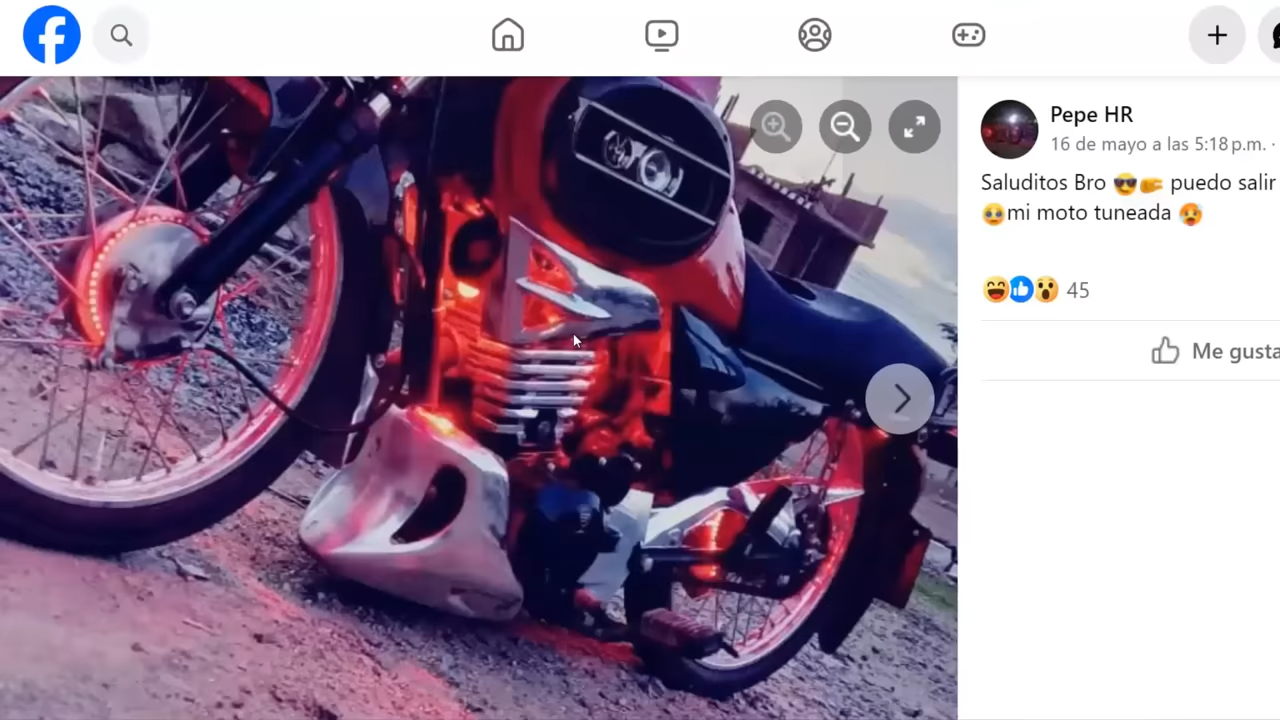 Pepe HR
16 de mayo a las 5:18 p.m. ·
Saluditos Bro 😎🫲 puedo salir
🥹mi moto tuneada 🥵
45
Me gusta